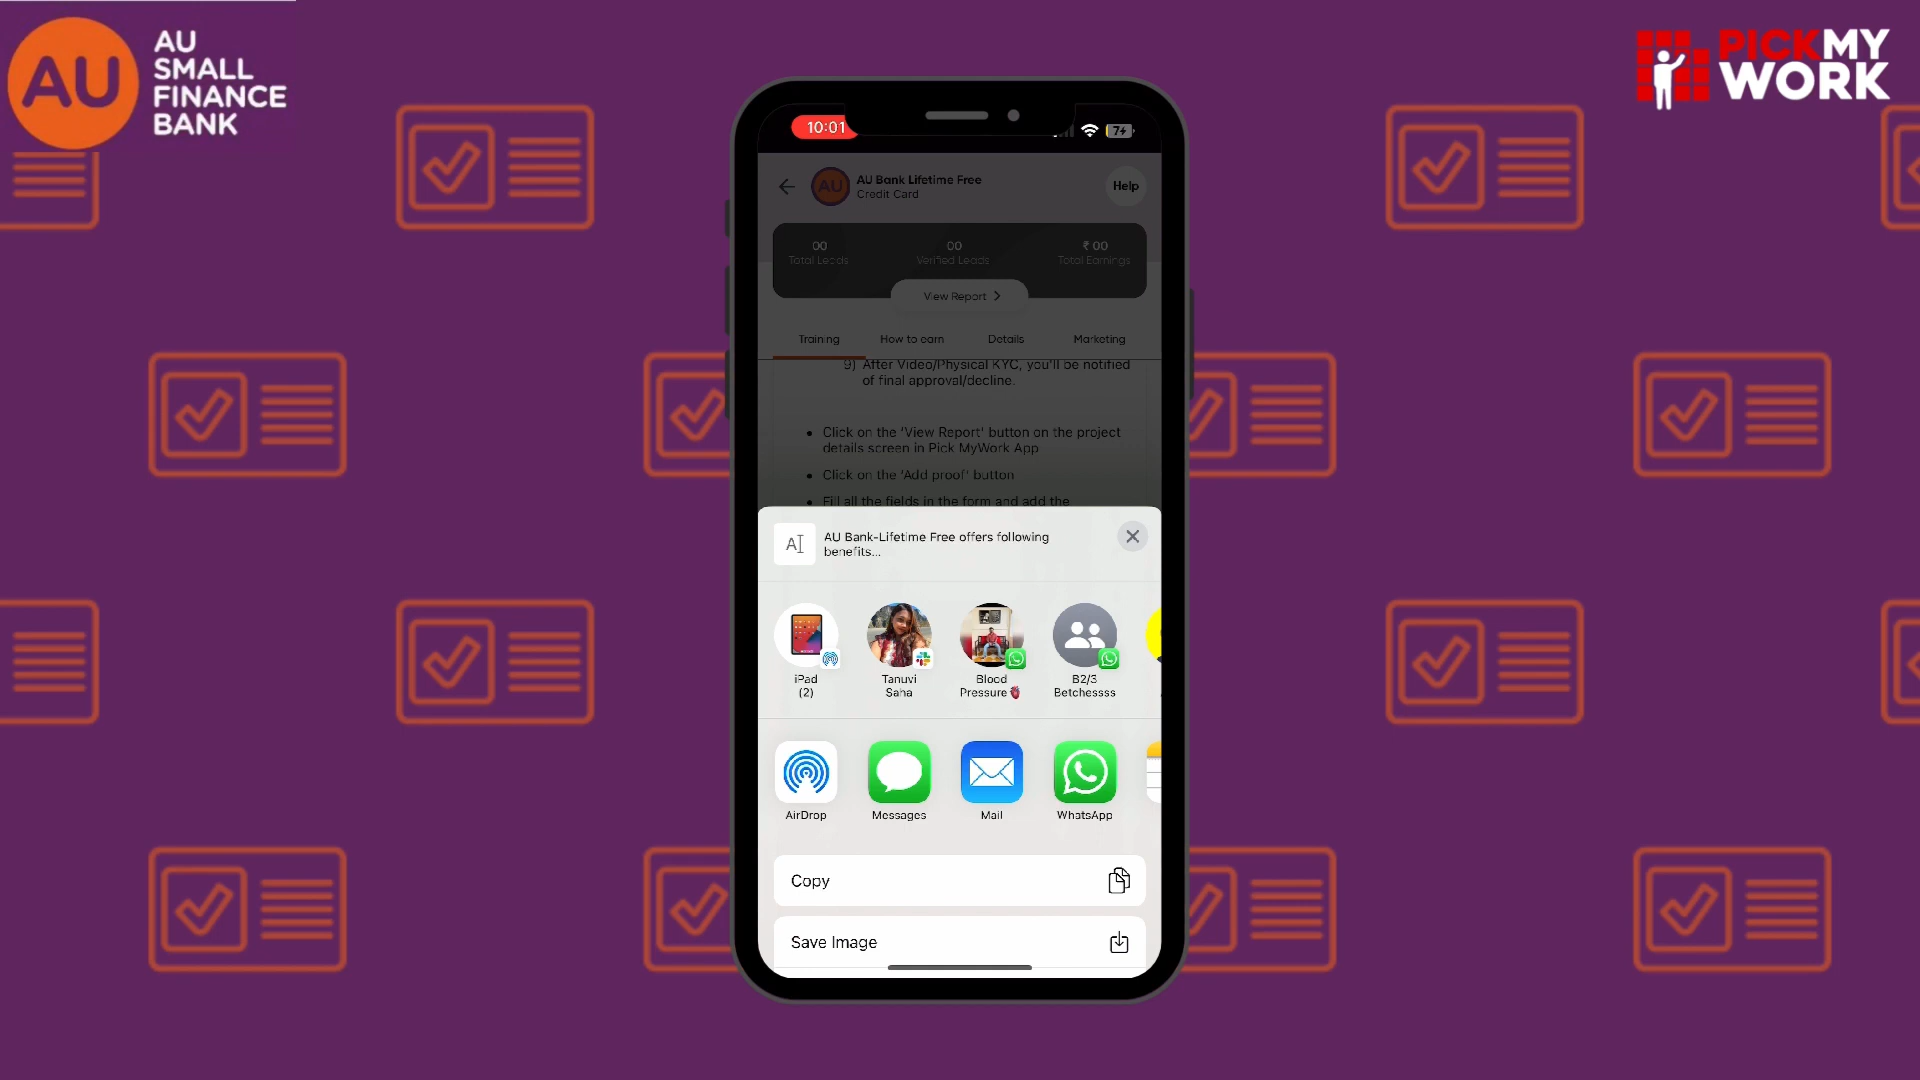 AU
AU
SMALL
FINANCE
BANK
PICKMY
WORK
10:01
7
AU
AU Bank Lifetime Free
Credit Card
Help
00
00
₹ 00
Total Leads
Verified Leads
Total Earnings
View Report
Training
How to earn
Details
Marketing
9) After Video/Physical KYC, you'll be notified
of final approval/decline.
• Click on the 'View Report' button on the project
details screen in Pick MyWork App
• Click on the 'Add proof' button
• Fill all the fields in the form and add the
AU Bank-Lifetime Free offers following
benefits...
iPad
(2)
Tanuvi
Saha
Blood
Pressure🫀
B2/3
Betchessss
AirDrop
Messages
Mail
WhatsApp
Copy
Save Image